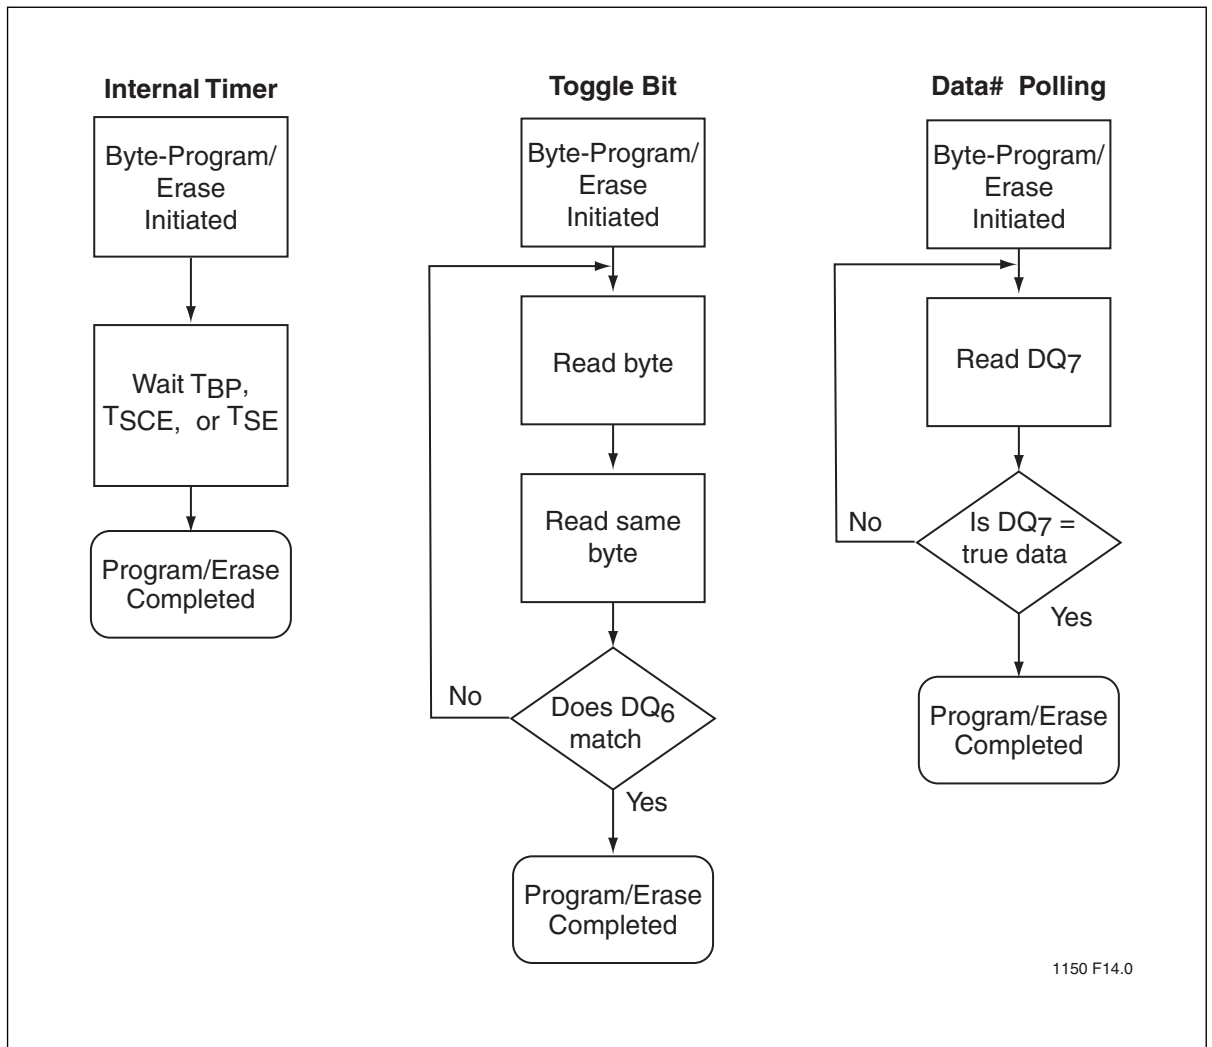 Internal Timer
Byte-Program/
Erase
Initiated
Wait TBP,
TSCE, or TSE
Program/Erase
Completed
Toggle Bit
Byte-Program/
Erase
Initiated
Read byte
Read same
byte
No
Does DQ6
match
Yes
Program/Erase
Completed
Data# Polling
Byte-Program/
Erase
Initiated
Read DQ7
No
Is DQ7 =
true data
Yes
Program/Erase
Completed
1150 F14.0